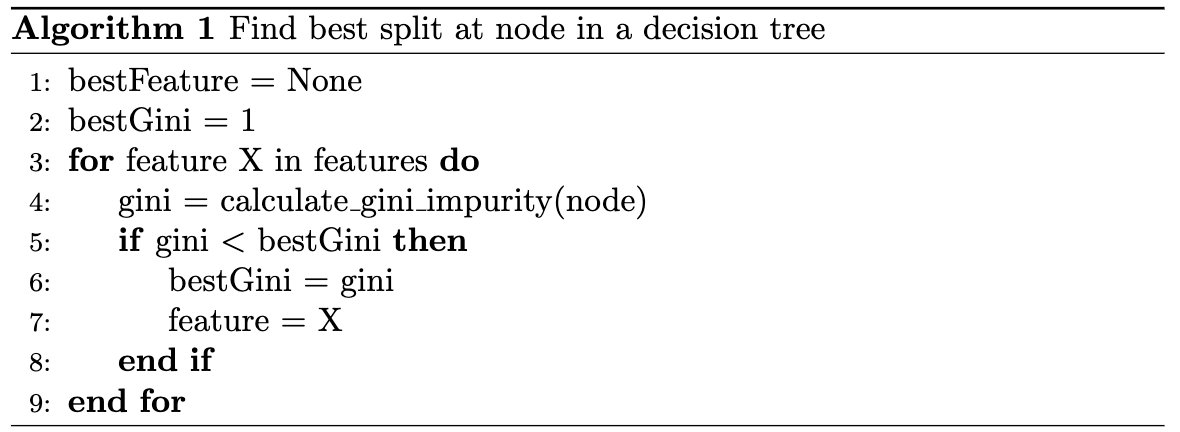 Algorithm 1 Find best split at node in a decision tree
1: bestFeature = None
2: bestGini = 1
3: for feature X in features do
4: gini = calculate_gini_impurity(node)
5: if gini < bestGini then
6: bestGini = gini
7: feature = X
8: end if
9: end for